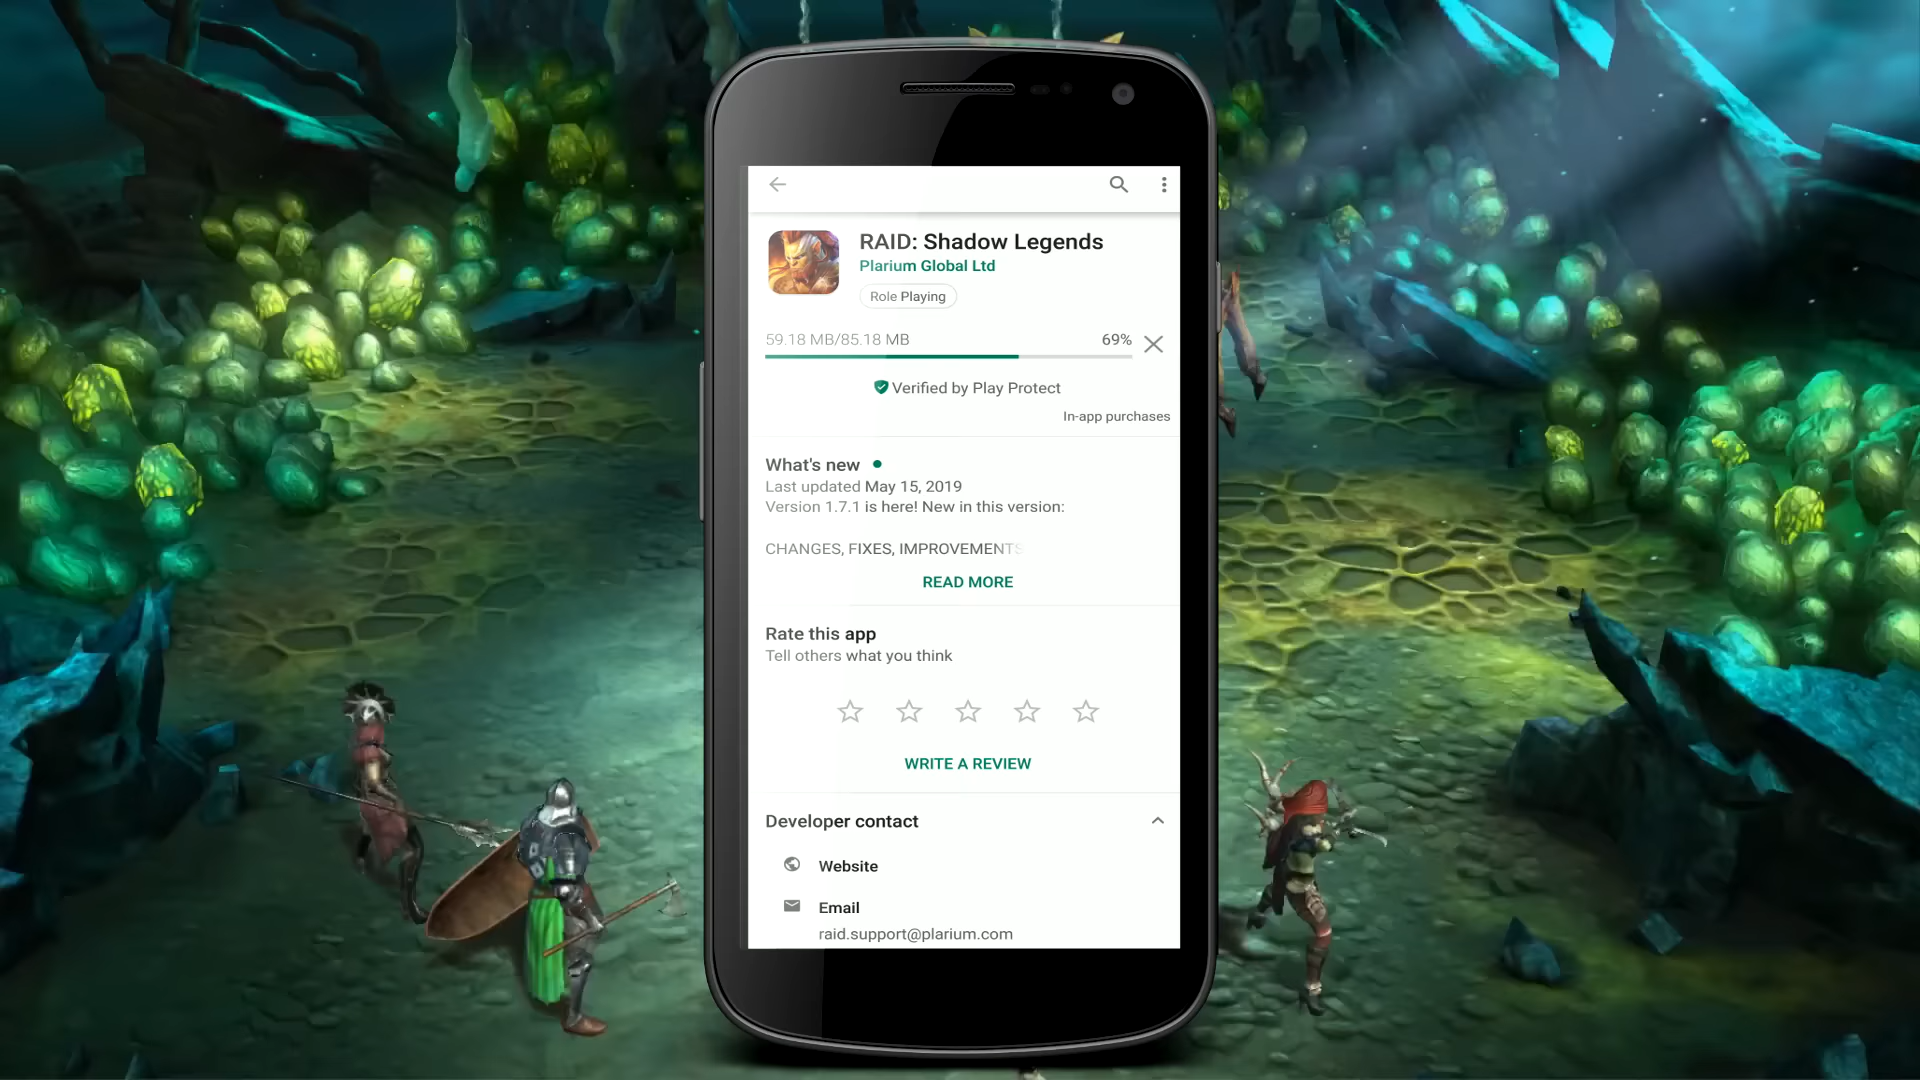 RAID: Shadow Legends
Plarium Global Ltd
Role Playing
59.18 MB/85.18 MB 69%
Verified by Play Protect
In-app purchases
What's new
Last updated May 15, 2019
Version 1.7.1 is here! New in this version:
CHANGES, FIXES, IMPROVEMENTS
READ MORE
Rate this app
Tell others what you think
WRITE A REVIEW
Developer contact
Website
Email
raid.support@plarium.com